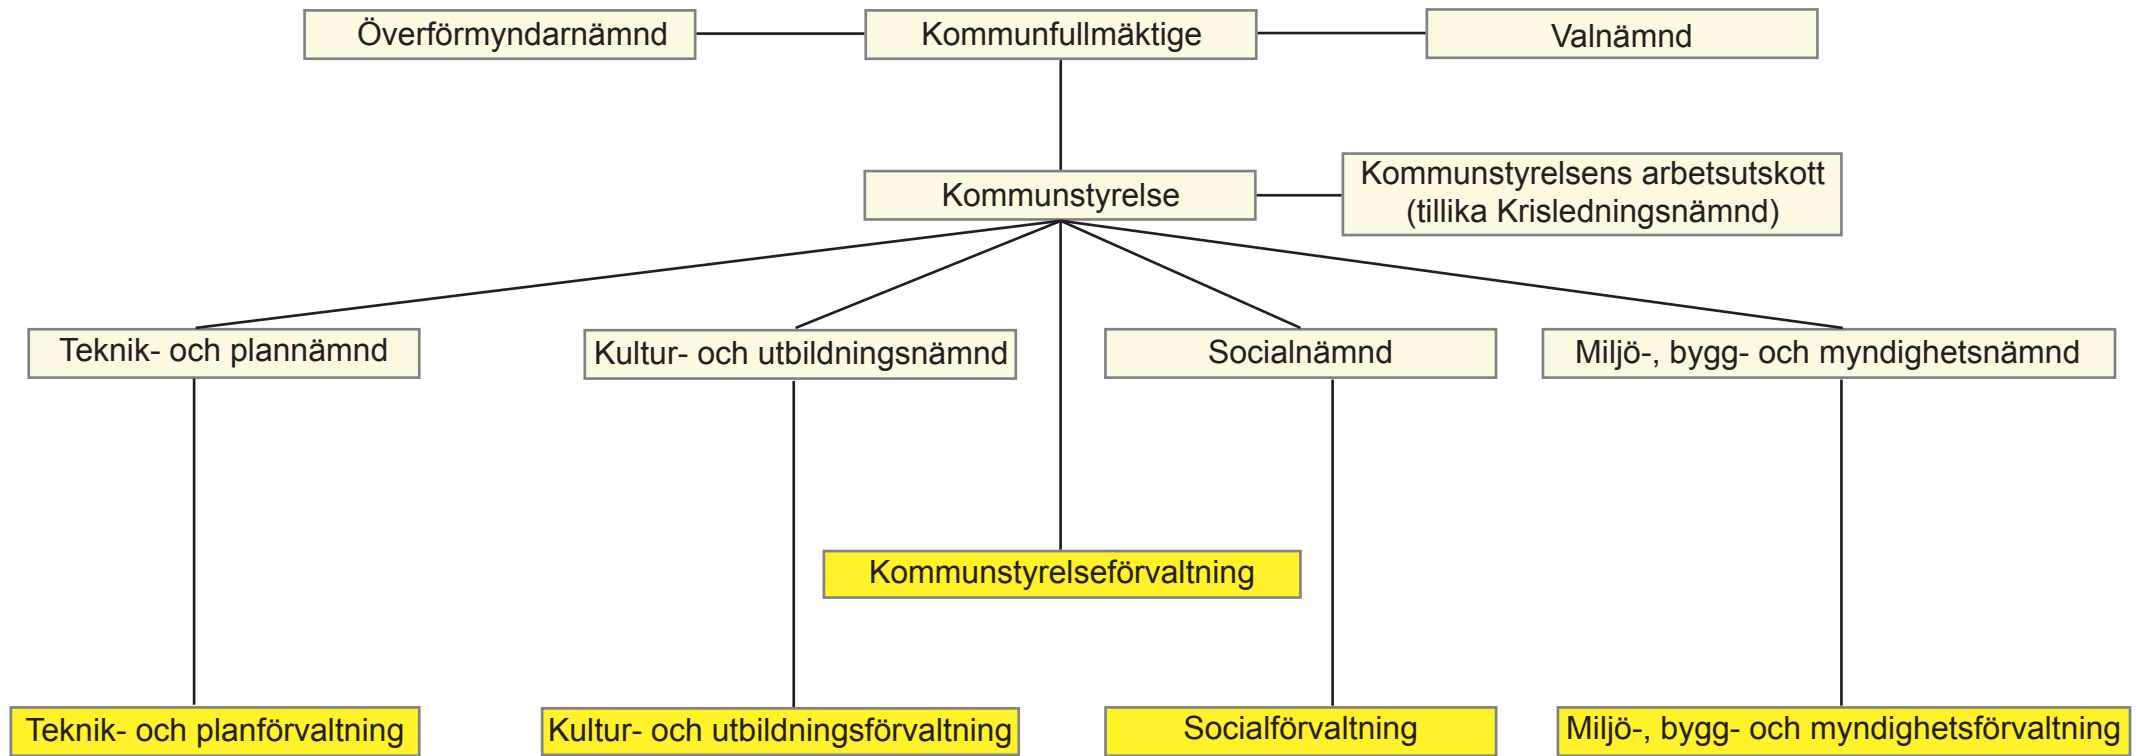 Överförmyndarnämnd
Kommunfullmäktige
Valnämnd
Kommunstyrelse
Kommunstyrelsens arbetsutskott
(tillika Krisledningsnämnd)
Teknik- och plannämnd
Kultur- och utbildningsnämnd
Socialnämnd
Miljö-, bygg- och myndighetsnämnd
Kommunstyrelseförvaltning
Teknik- och planförvaltning
Kultur- och utbildningsförvaltning
Socialförvaltning
Miljö-, bygg- och myndighetsförvaltning